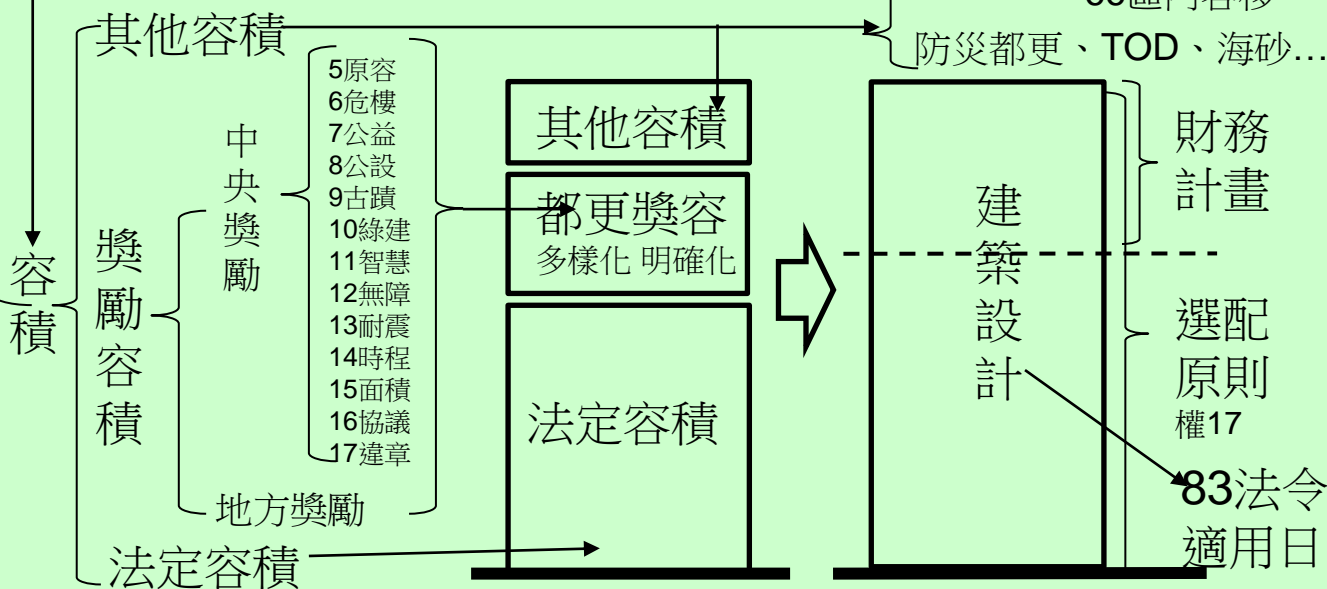 其他容積
防災都更、TOD、海砂…
容積
獎勵容積
中央獎勵
5原容
6危樓
7公益
8公設
9古蹟
10綠建
11智慧
12無障
13耐震
14時程
15面積
16協議
17違章
地方獎勵
法定容積
其他容積
都更獎容
多樣化 明確化
法定容積
建築設計
財務
計畫
選配
原則
權17
83法令
適用日